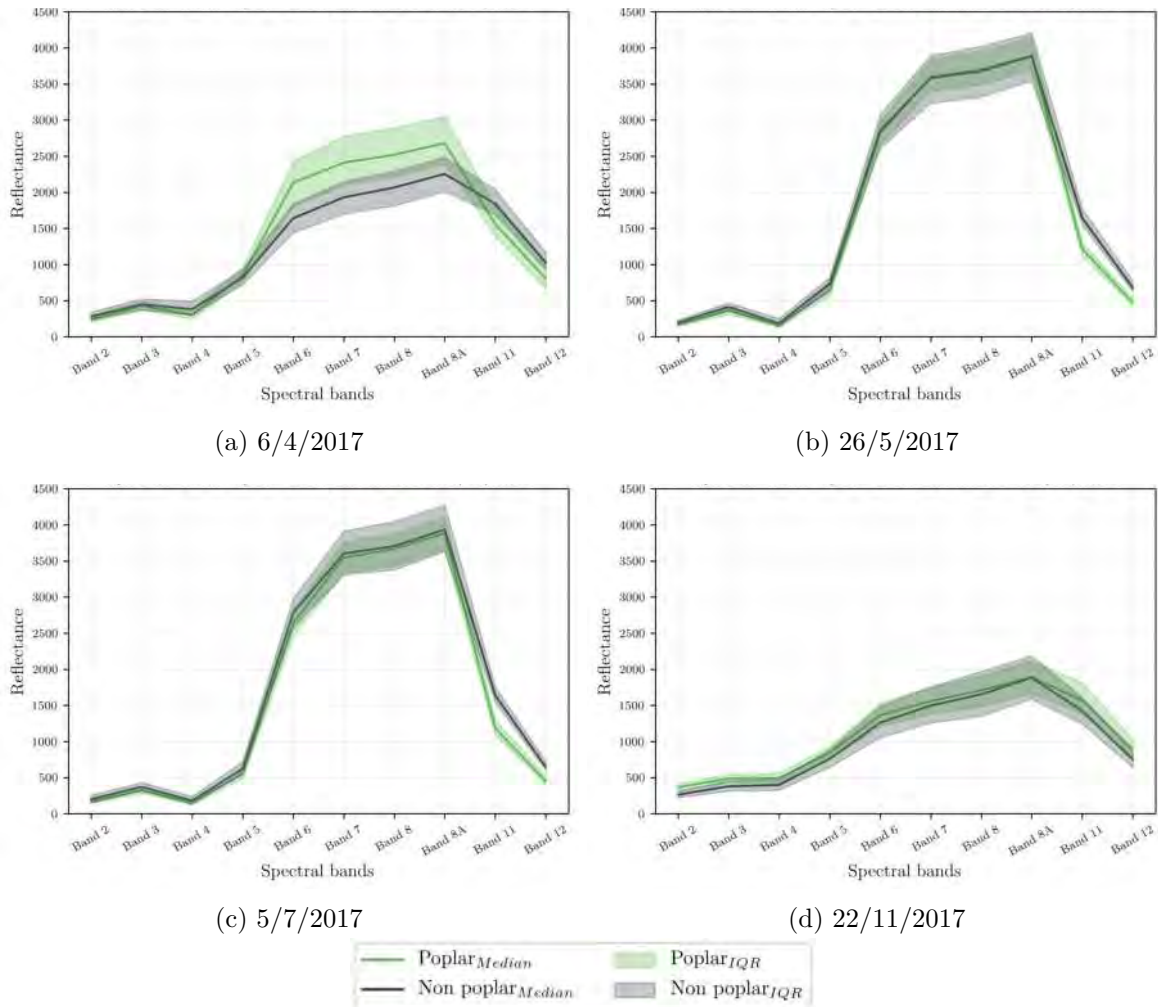 4500
4000
3500
3000
2500
2000
1500
1000
500
0
Reflectance
Band 2
Band 3
Band 4
Band 5
Band 6
Band 7
Band 8
Band 8A
Band 11
Band 12
Spectral bands
(a) 6/4/2017
4500
4000
3500
3000
2500
2000
1500
1000
500
0
Reflectance
Band 2
Band 3
Band 4
Band 5
Band 6
Band 7
Band 8
Band 8A
Band 11
Band 12
Spectral bands
(b) 26/5/2017
4500
4000
3500
3000
2500
2000
1500
1000
500
0
Reflectance
Band 2
Band 3
Band 4
Band 5
Band 6
Band 7
Band 8
Band 8A
Band 11
Band 12
Spectral bands
(c) 5/7/2017
4500
4000
3500
3000
2500
2000
1500
1000
500
0
Reflectance
Band 2
Band 3
Band 4
Band 5
Band 6
Band 7
Band 8
Band 8A
Band 11
Band 12
Spectral bands
(d) 22/11/2017
Poplar Median
Poplar IQR
Non poplar Median
Non poplar IQR